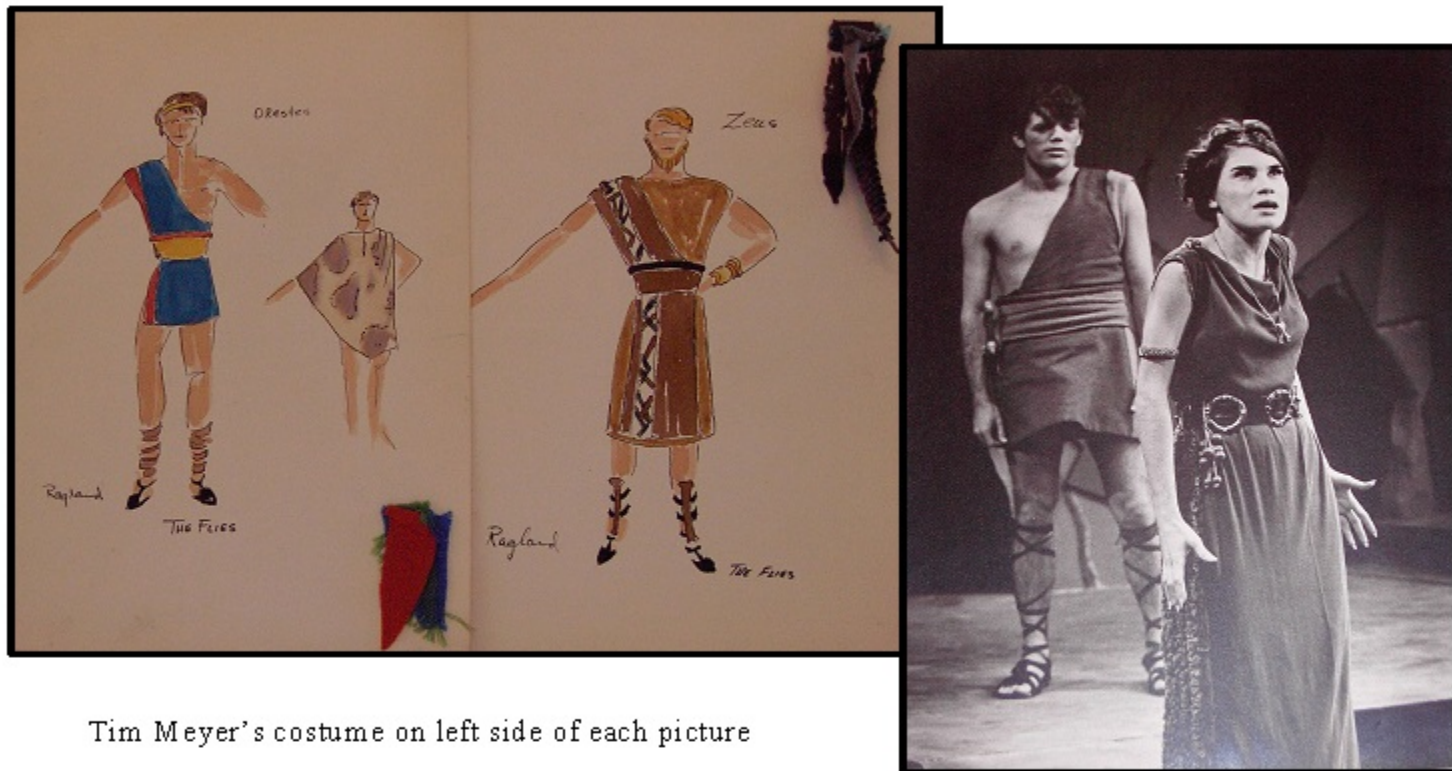 Orestes
Zeus
Ragland
THE FLIES
Ragland
THE FLIES
Tim Meyer's costume on left side of each picture